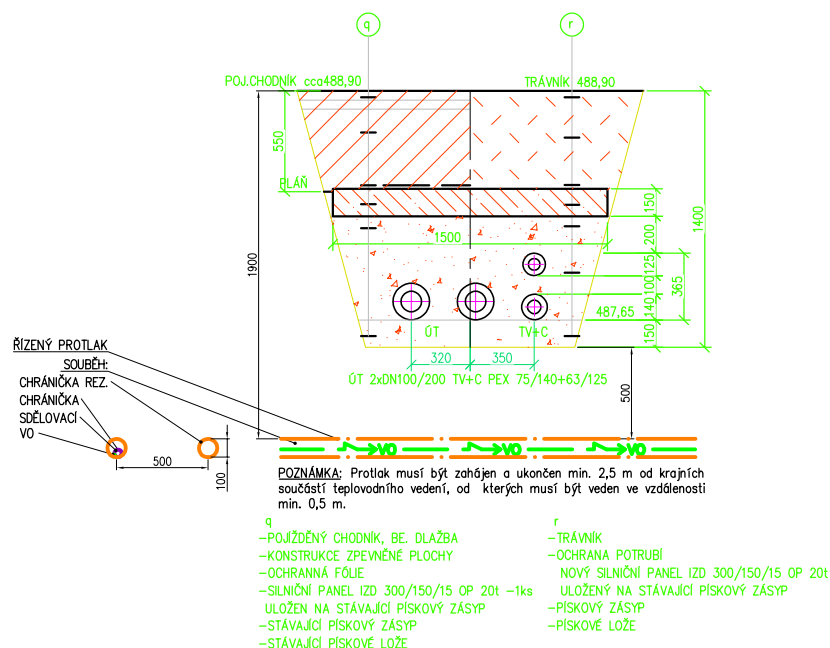 q
r
POJ.CHODNÍK cca488,90
TRÁVNÍK 488,90
550
PLÁŇ
1900
1500
150
200
1400
125
100
365
140
487,65
150
ÚT
TV+C
320
350
ÚT 2xDN100/200 TV+C PEX 75/140+63/125
500
ŘÍZENÝ PROTLAK
SOUBĚH:
CHRÁNIČKA REZ.
CHRÁNIČKA
SDĚLOVACÍ
VO
500
100
VO
VO
VO
POZNÁMKA: Protlak musí být zahájen a ukončen min. 2,5 m od krajních
součástí teplovodního vedení, od kterých musí být veden ve vzdálenosti
min. 0,5 m.
q
-POJÍŽDĚNÝ CHODNÍK, BE. DLAŽBA
-KONSTRUKCE ZPEVNĚNÉ PLOCHY
-OCHRANNÁ FÓLIE
-SILNIČNÍ PANEL IZD 300/150/15 OP 20t -1ks
ULOŽEN NA STÁVAJÍCÍ PÍSKOVÝ ZÁSYP
-STÁVAJÍCÍ PÍSKOVÝ ZÁSYP
-STÁVAJÍCÍ PÍSKOVÉ LOŽE
r
-TRÁVNÍK
-OCHRANA POTRUBÍ
NOVÝ SILNIČNÍ PANEL IZD 300/150/15 OP 20t
ULOŽENÝ NA STÁVAJÍCÍ PÍSKOVÝ ZÁSYP
-PÍSKOVÝ ZÁSYP
-PÍSKOVÉ LOŽE